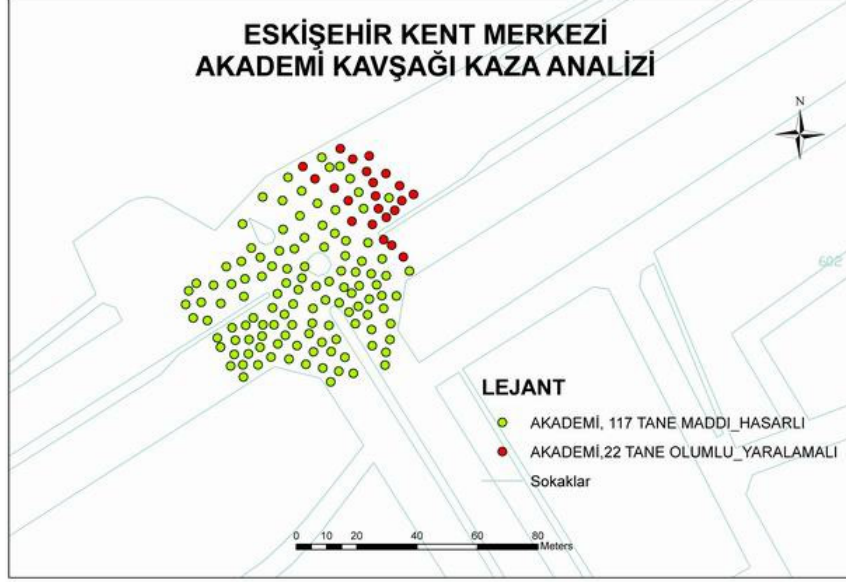 ESKİŞEHİR KENT MERKEZİ
AKADEMİ KAVŞAĞI KAZA ANALİZİ
N
602
LEJANT
AKADEMİ, 117 TANE MADDI_HASARLI
AKADEMİ,22 TANE OLUMLU_YARALAMALI
Sokaklar
0 10 20 40 60 80
Meters